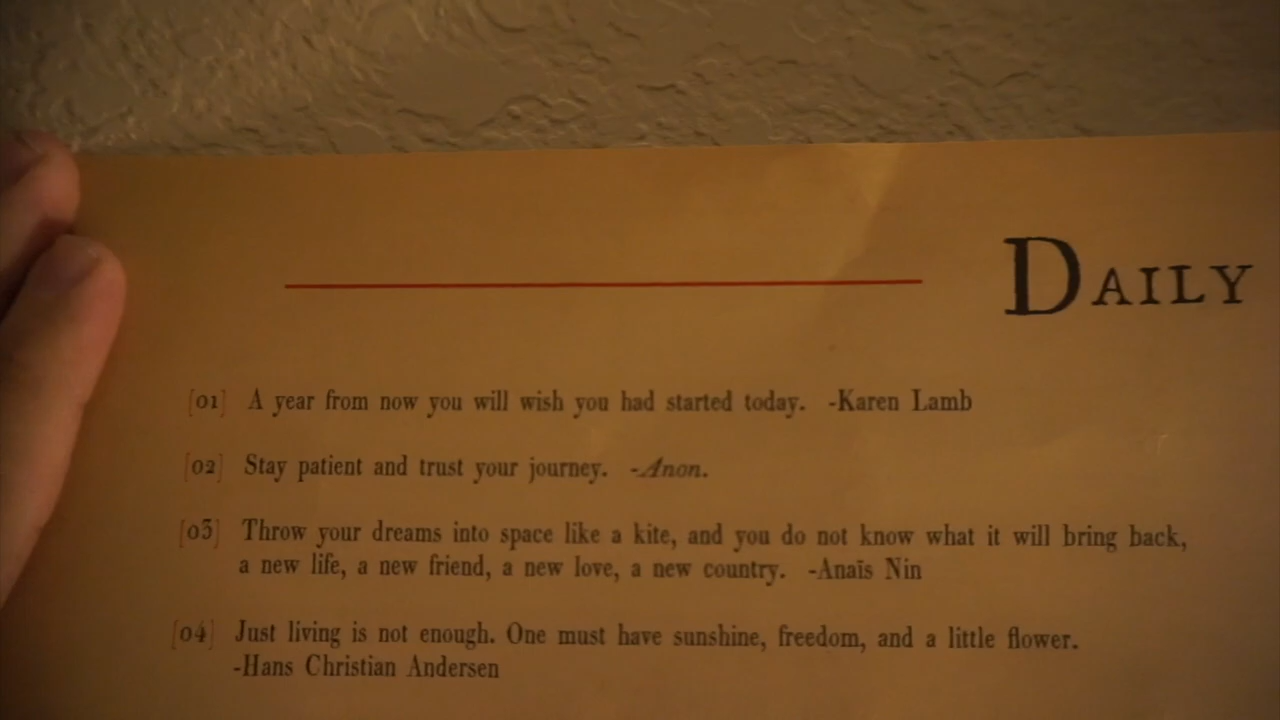 DAILY
[01] A year from now you will wish you had started today. -Karen Lamb
[02] Stay patient and trust your journey. -Anon.
[03] Throw your dreams into space like a kite, and you do not know what it will bring back,
a new life, a new friend, a new love, a new country. -Anaïs Nin
[04] Just living is not enough. One must have sunshine, freedom, and a little flower.
-Hans Christian Andersen